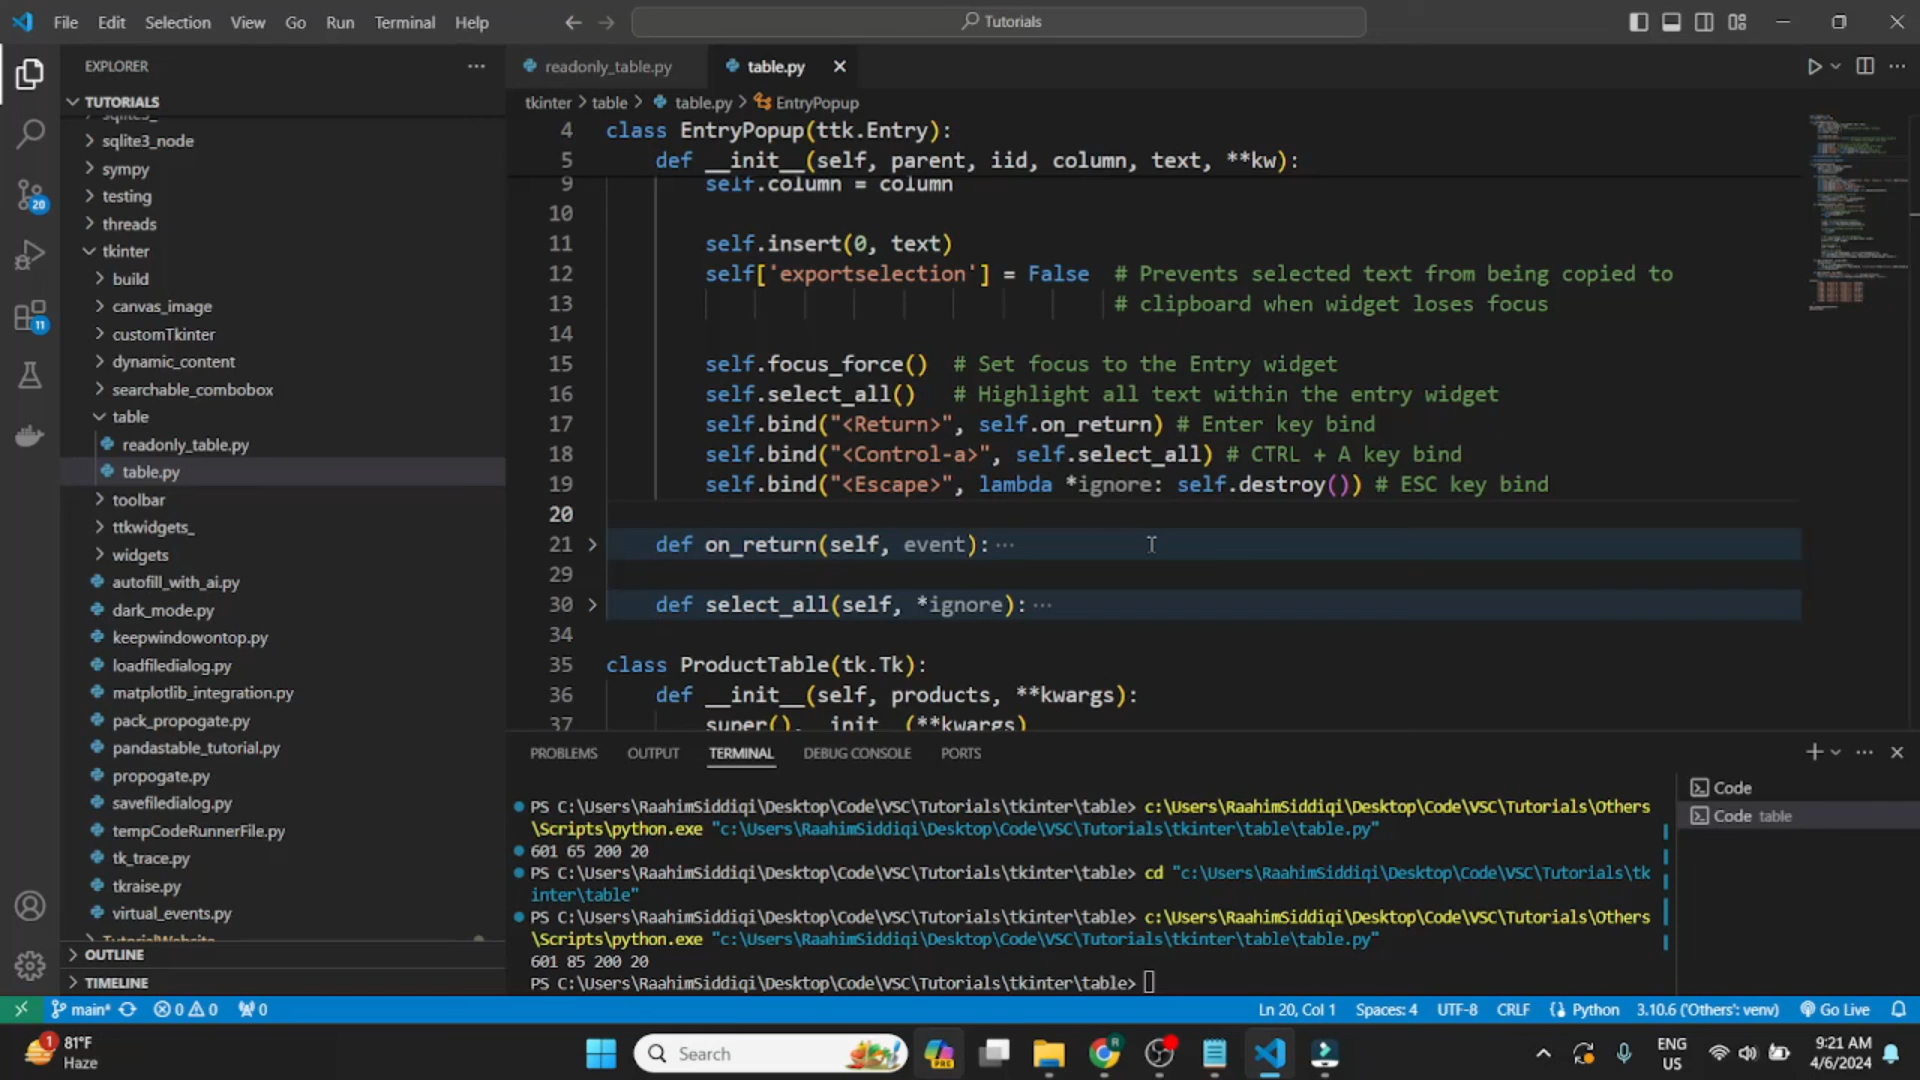 File Edit Selection View Go Run Terminal Help
Tutorials
EXPLORER
TUTORIALS
sqlite3_
sqlite3_node
sympy
testing
threads
tkinter
build
canvas_image
customTkinter
dynamic_content
searchable_combobox
table
readonly_table.py
table.py
toolbar
ttkwidgets_
widgets
autofill_with_ai.py
dark_mode.py
keepwindowontop.py
loadfiledialog.py
matplotlib_integration.py
pack_propogate.py
pandastable_tutorial.py
propogate.py
savefiledialog.py
tempCodeRunnerFile.py
tk_trace.py
tkraise.py
virtual_events.py
TutorialWebsite
OUTLINE
TIMELINE
20
11
readonly_table.py table.py
tkinter > table > table.py > EntryPopup
4 class EntryPopup(ttk.Entry):
5 def __init__(self, parent, iid, column, text, **kw):
9 self.column = column
10
11 self.insert(0, text)
12 self['exportselection'] = False # Prevents selected text from being copied to
13 # clipboard when widget loses focus
14
15 self.focus_force() # Set focus to the Entry widget
16 self.select_all() # Highlight all text within the entry widget
17 self.bind("<Return>", self.on_return) # Enter key bind
18 self.bind("<Control-a>", self.select_all) # CTRL + A key bind
19 self.bind("<Escape>", lambda *ignore: self.destroy()) # ESC key bind
20
21 def on_return(self, event): ···
29
30 def select_all(self, *ignore): ···
34
35 class ProductTable(tk.Tk):
36 def __init__(self, products, **kwargs):
37 super().__init__(**kwargs)
PROBLEMS OUTPUT TERMINAL DEBUG CONSOLE PORTS
PS C:\Users\RaahimSiddiqi\Desktop\Code\VSC\Tutorials\tkinter\table> c:\Users\RaahimSiddiqi\Desktop\Code\VSC\Tutorials\Others
\Scripts\python.exe "c:\Users\RaahimSiddiqi\Desktop\Code\VSC\Tutorials\tkinter\table\table.py"
601 65 200 20
PS C:\Users\RaahimSiddiqi\Desktop\Code\VSC\Tutorials\tkinter\table> cd "c:\Users\RaahimSiddiqi\Desktop\Code\VSC\Tutorials\tk
inter\table"
PS C:\Users\RaahimSiddiqi\Desktop\Code\VSC\Tutorials\tkinter\table> c:\Users\RaahimSiddiqi\Desktop\Code\VSC\Tutorials\Others
\Scripts\python.exe "c:\Users\RaahimSiddiqi\Desktop\Code\VSC\Tutorials\tkinter\table\table.py"
601 85 200 20
PS C:\Users\RaahimSiddiqi\Desktop\Code\VSC\Tutorials\tkinter\table>
Code
Code table
main* 0 0 0 Ln 20, Col 1 Spaces: 4 UTF-8 CRLF Python 3.10.6 ('Others': venv) Go Live
1
81°F
Haze
Search
PRE
R
ENG
US
9:21 AM
4/6/2024